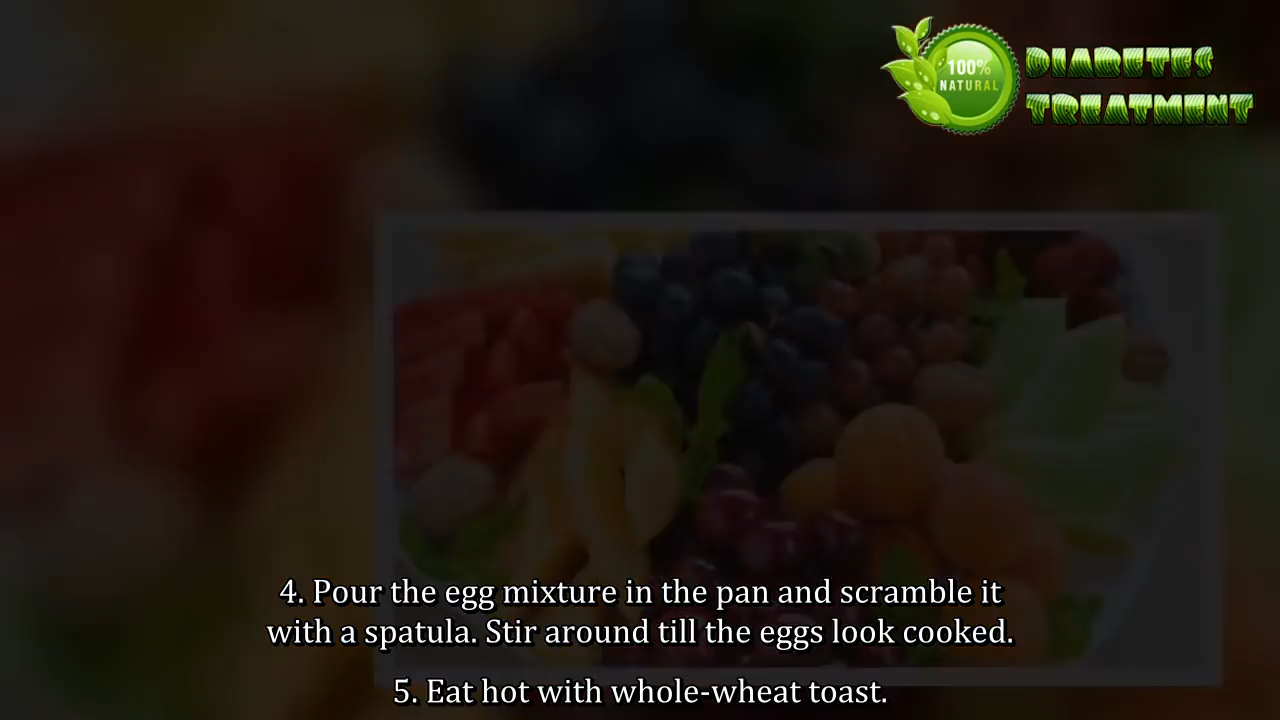 100%
NATURAL
DIABETES
TREATMENT
4. Pour the egg mixture in the pan and scramble it
with a spatula. Stir around till the eggs look cooked.
5. Eat hot with whole-wheat toast.